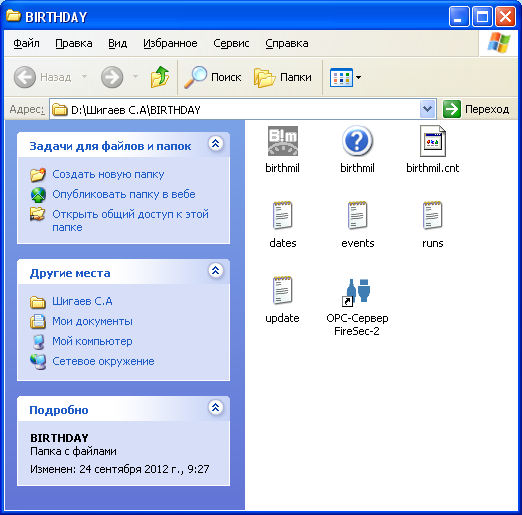 BIRTHDAY
Файл Правка Вид Избранное Сервис Справка
Назад Поиск Папки
Адрес: D:\Шигаев С.А\BIRTHDAY Переход
Задачи для файлов и папок
Создать новую папку
Опубликовать папку в вебе
Открыть общий доступ к этой
папке
Другие места
Шигаев С.А
Мои документы
Мой компьютер
Сетевое окружение
Подробно
BIRTHDAY
Папка с файлами
Изменен: 24 сентября 2012 г., 9:27
B!m
birthmil birthmil birthmil.cnt
dates events runs
update ОРС-Сервер
FireSec-2